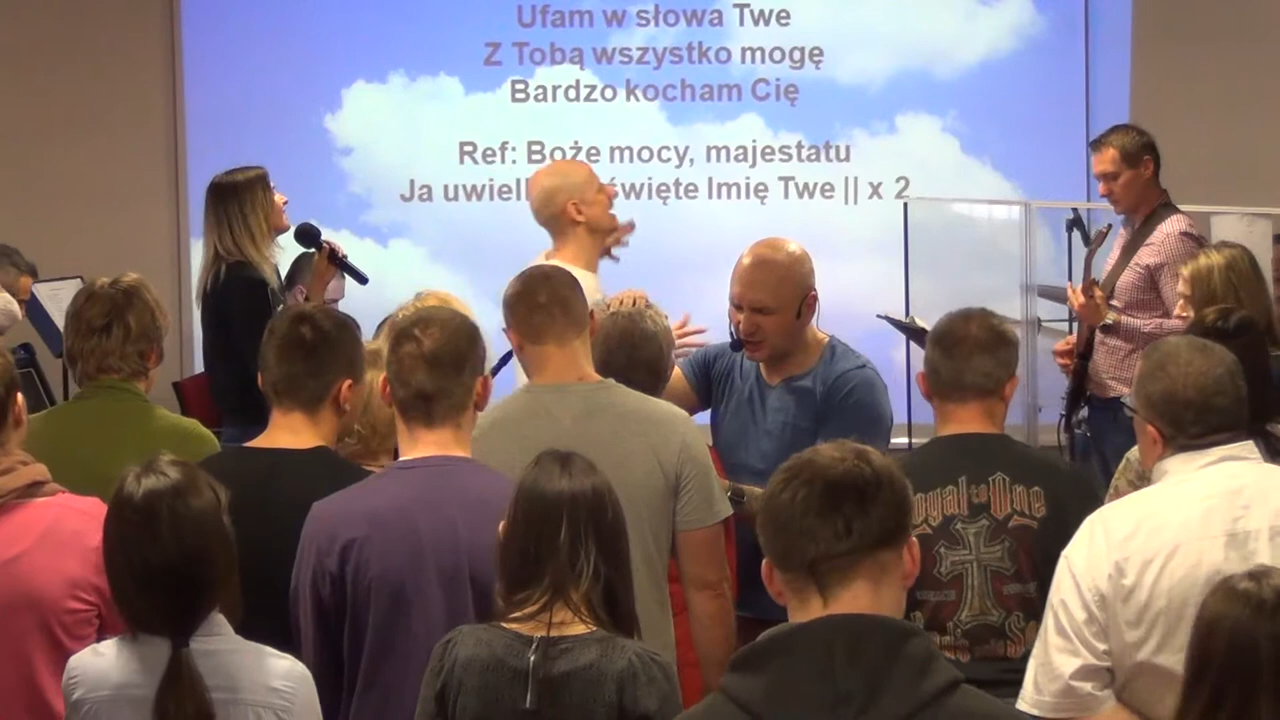 Ufam w słowa Twe
Z Tobą wszystko mogę
Bardzo kocham Cię
Ref: Boże mocy, majestatu
Ja święte Imię Twe || x 2
to One